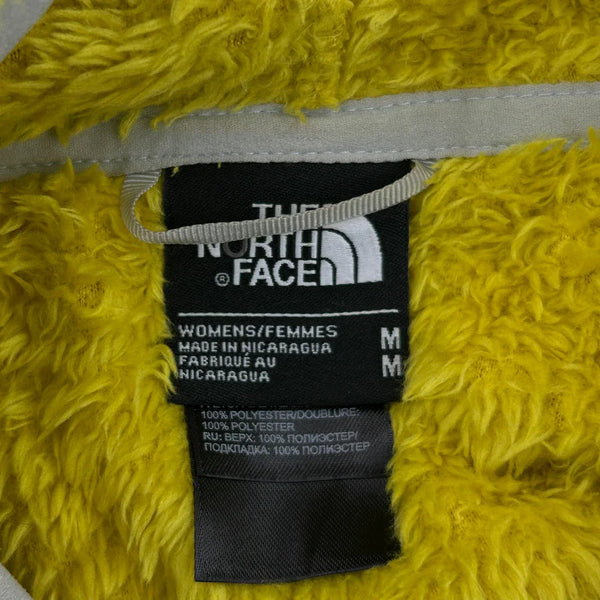 THE
NORTH
® FACE
WOMENS/FEMMES M
MADE IN NICARAGUA
FABRIQUÉ AU M
NICARAGUA
100% POLYESTER/DOUBLURE:
100% POLYESTER
RU: ВЕРХ: 100% ПОЛИЭСТЕР/
ПОДКЛАДКА: 100% ПОЛИЭСТЕР